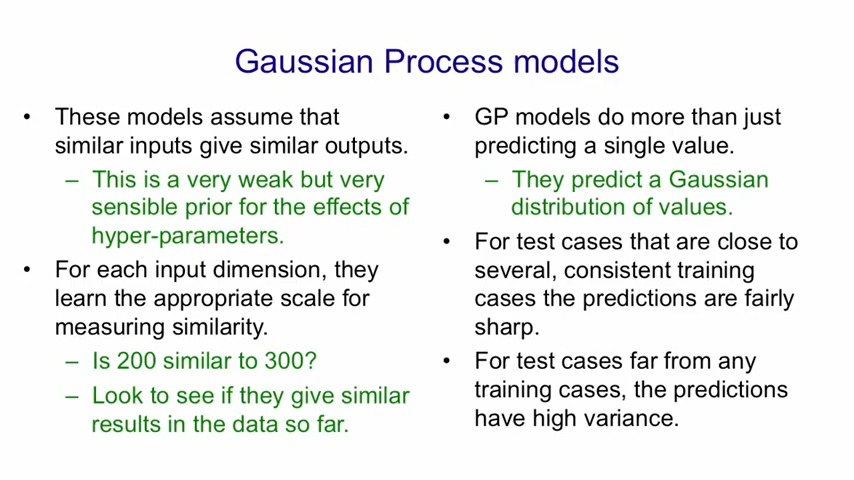 Gaussian Process models
• These models assume that
similar inputs give similar outputs.
– This is a very weak but very
sensible prior for the effects of
hyper-parameters.
• For each input dimension, they
learn the appropriate scale for
measuring similarity.
– Is 200 similar to 300?
– Look to see if they give similar
results in the data so far.
• GP models do more than just
predicting a single value.
– They predict a Gaussian
distribution of values.
• For test cases that are close to
several, consistent training
cases the predictions are fairly
sharp.
• For test cases far from any
training cases, the predictions
have high variance.